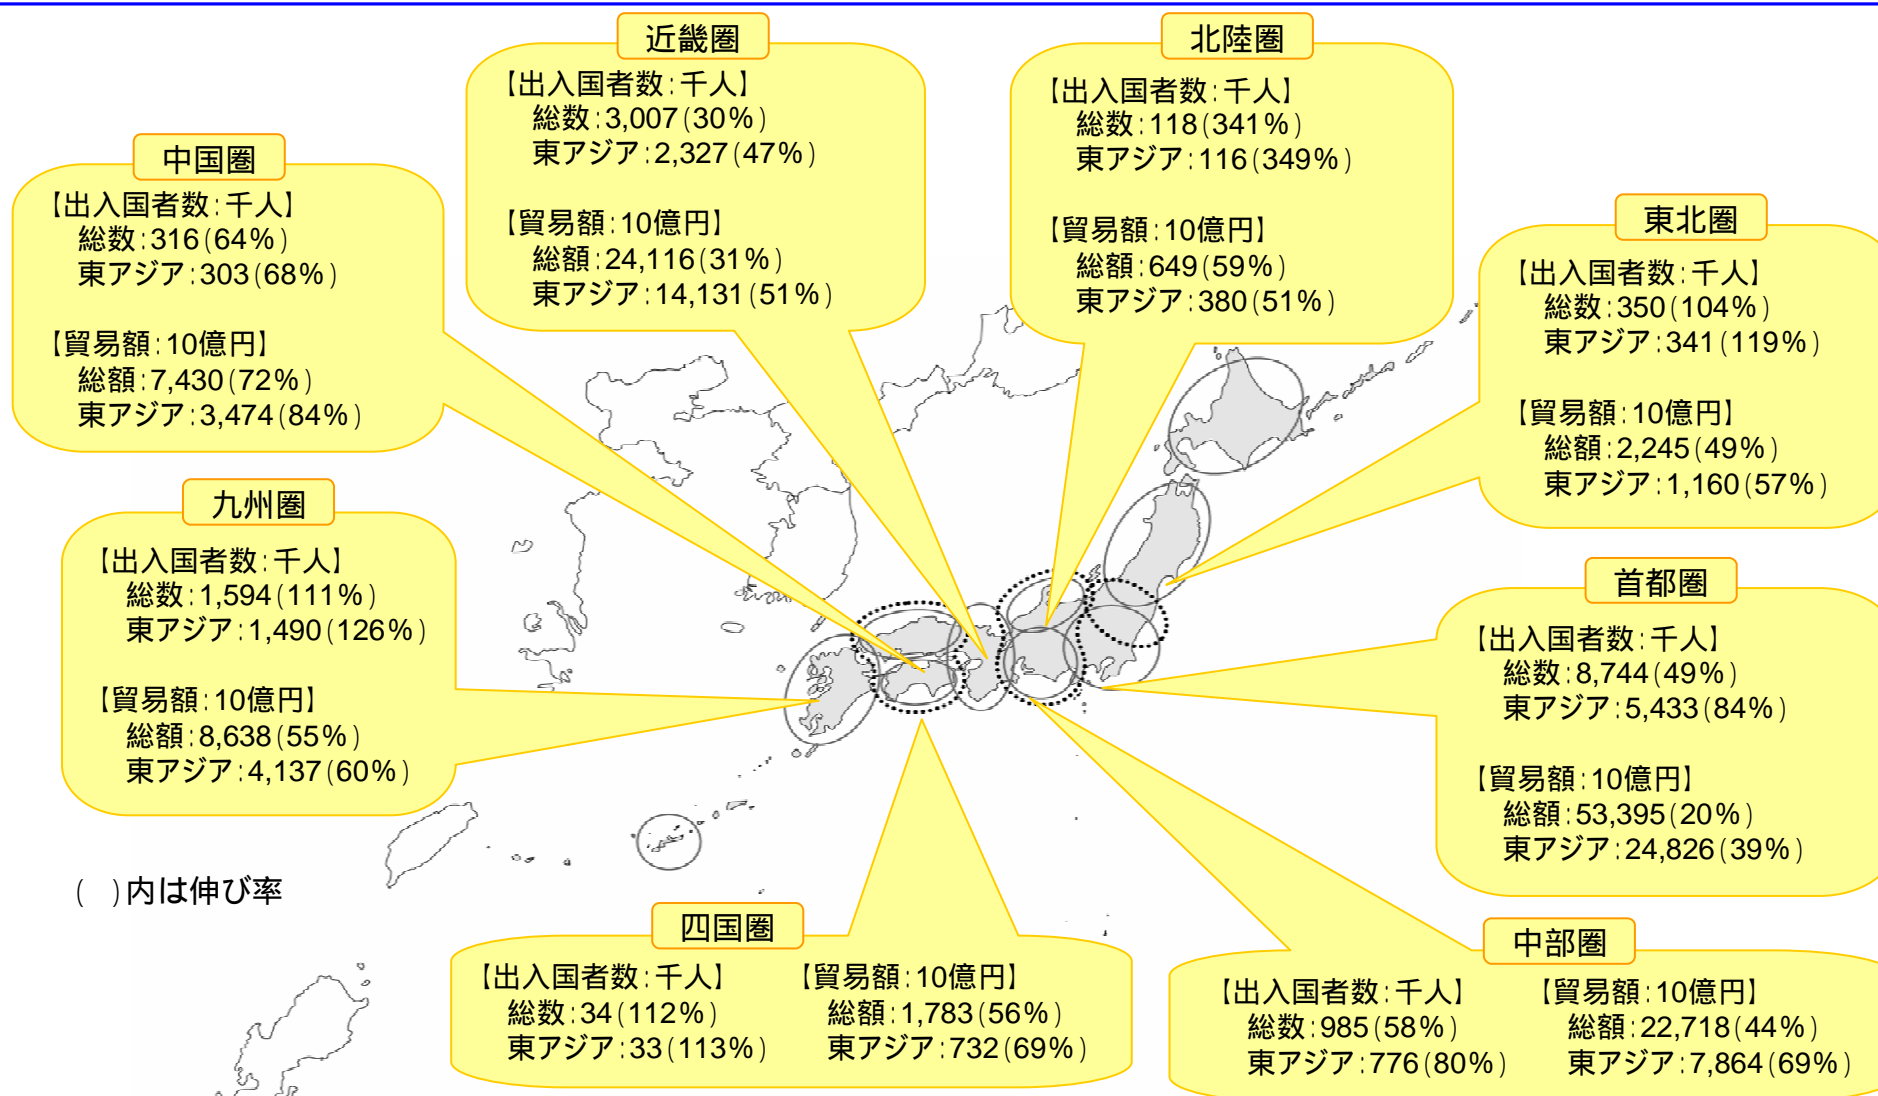 近畿圏
【出入国者数:千人】
総数:3,007(30%)
東アジア:2,327(47%)
【貿易額:10億円】
総額:24,116(31%)
東アジア:14,131(51%)
北陸圏
【出入国者数:千人】
総数:118(341%)
東アジア:116(349%)
【貿易額:10億円】
総額:649(59%)
東アジア:380(51%)
中国圏
【出入国者数:千人】
総数:316(64%)
東アジア:303(68%)
【貿易額:10億円】
総額:7,430(72%)
東アジア:3,474(84%)
東北圏
【出入国者数:千人】
総数:350(104%)
東アジア:341(119%)
【貿易額:10億円】
総額:2,245(49%)
東アジア:1,160(57%)
九州圏
【出入国者数:千人】
総数:1,594(111%)
東アジア:1,490(126%)
【貿易額:10億円】
総額:8,638(55%)
東アジア:4,137(60%)
首都圏
【出入国者数:千人】
総数:8,744(49%)
東アジア:5,433(84%)
【貿易額:10億円】
総額:53,395(20%)
東アジア:24,826(39%)
( )内は伸び率
四国圏
【出入国者数:千人】
総数:34(112%)
東アジア:33(113%)
【貿易額:10億円】
総額:1,783(56%)
東アジア:732(69%)
中部圏
【出入国者数:千人】
総数:985(58%)
東アジア:776(80%)
【貿易額:10億円】
総額:22,718(44%)
東アジア:7,864(69%)